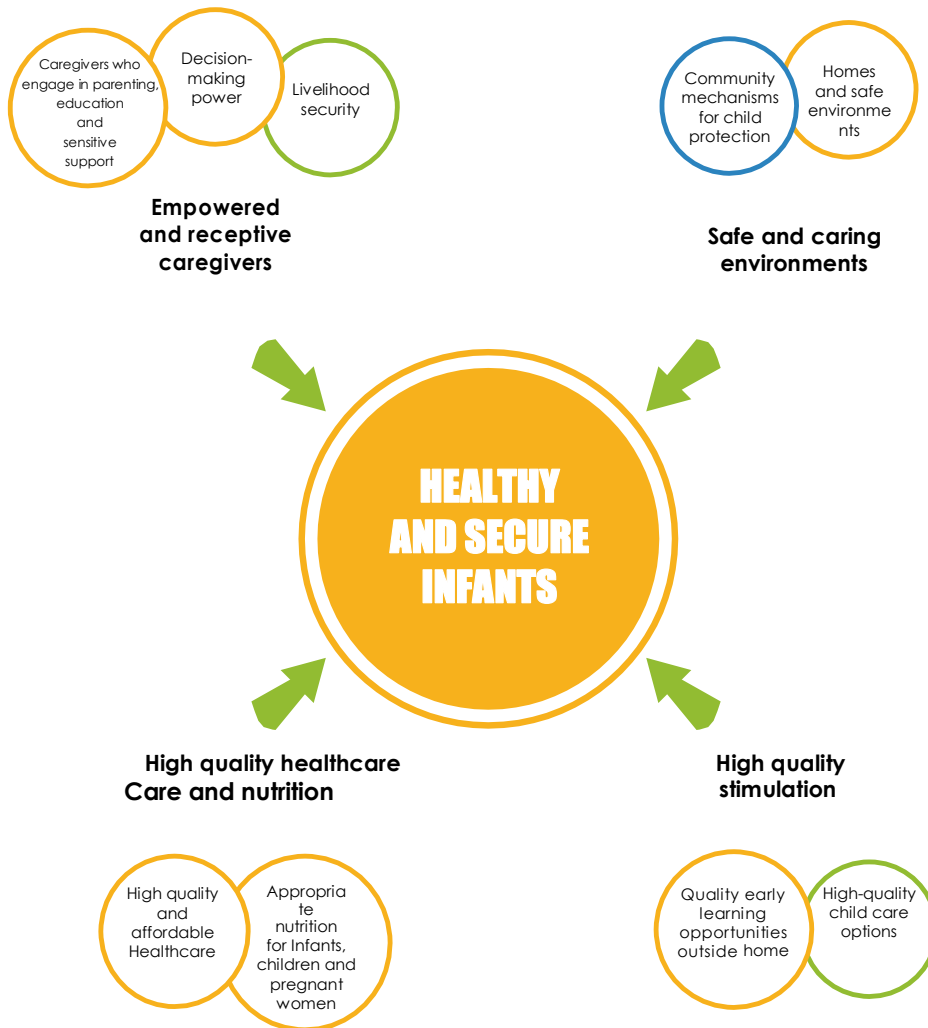 Caregivers who
engage in parenting,
education
and
sensitive
support
Decision-
making
power
Livelihood
security
Empowered
and receptive
caregivers
Community
mechanisms
for child
protection
Homes
and safe
environme
nts
Safe and caring
environments
HEALTHY
AND SECURE
INFANTS
High quality healthcare
Care and nutrition
High quality
and
affordable
Healthcare
Appropria
te
nutrition
for Infants,
children and
pregnant
women
High quality
stimulation
Quality early
learning
opportunities
outside home
High-quality
child care
options